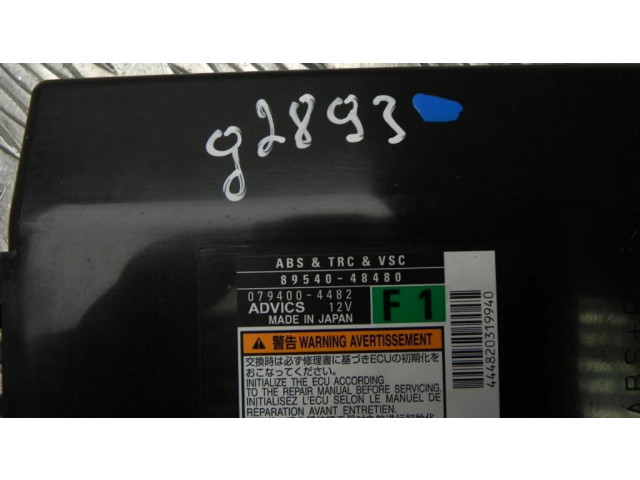 g2893
ABS & TRC & VSC
89540-48480
079400-4482
ADVICS 12V
F1
MADE IN JAPAN
444820319940
警告 WARNING AVERTISSEMENT
交換時は必ず修理書に基づきECUの初期化を
おこなってください。
INITIALIZE THE ECU ACCORDING
TO THE REPAIR MANUAL BEFORE SERVICING.
INITIALISEZ L'ECU SELON LE MANUEL DE
RÉPARATION AVANT ENTRETIEN.